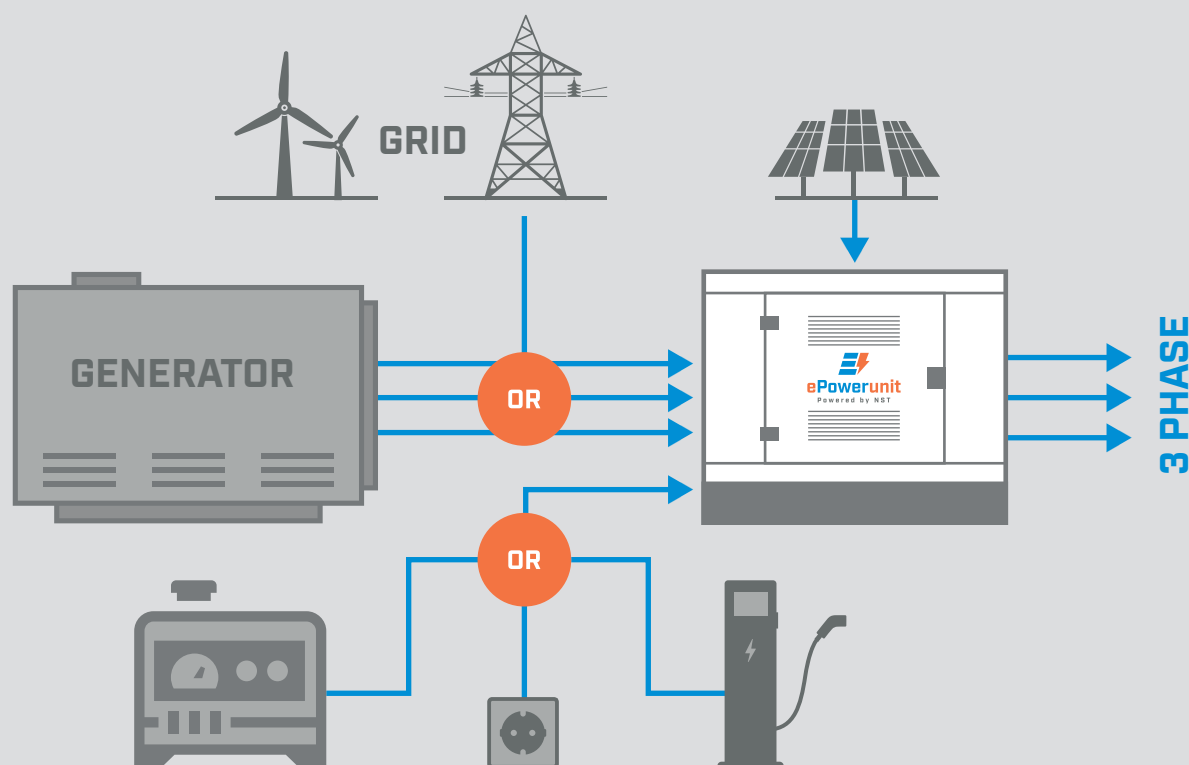 GRID
GENERATOR
OR
ePowerunit
Powered by NST
3 PHASE
OR